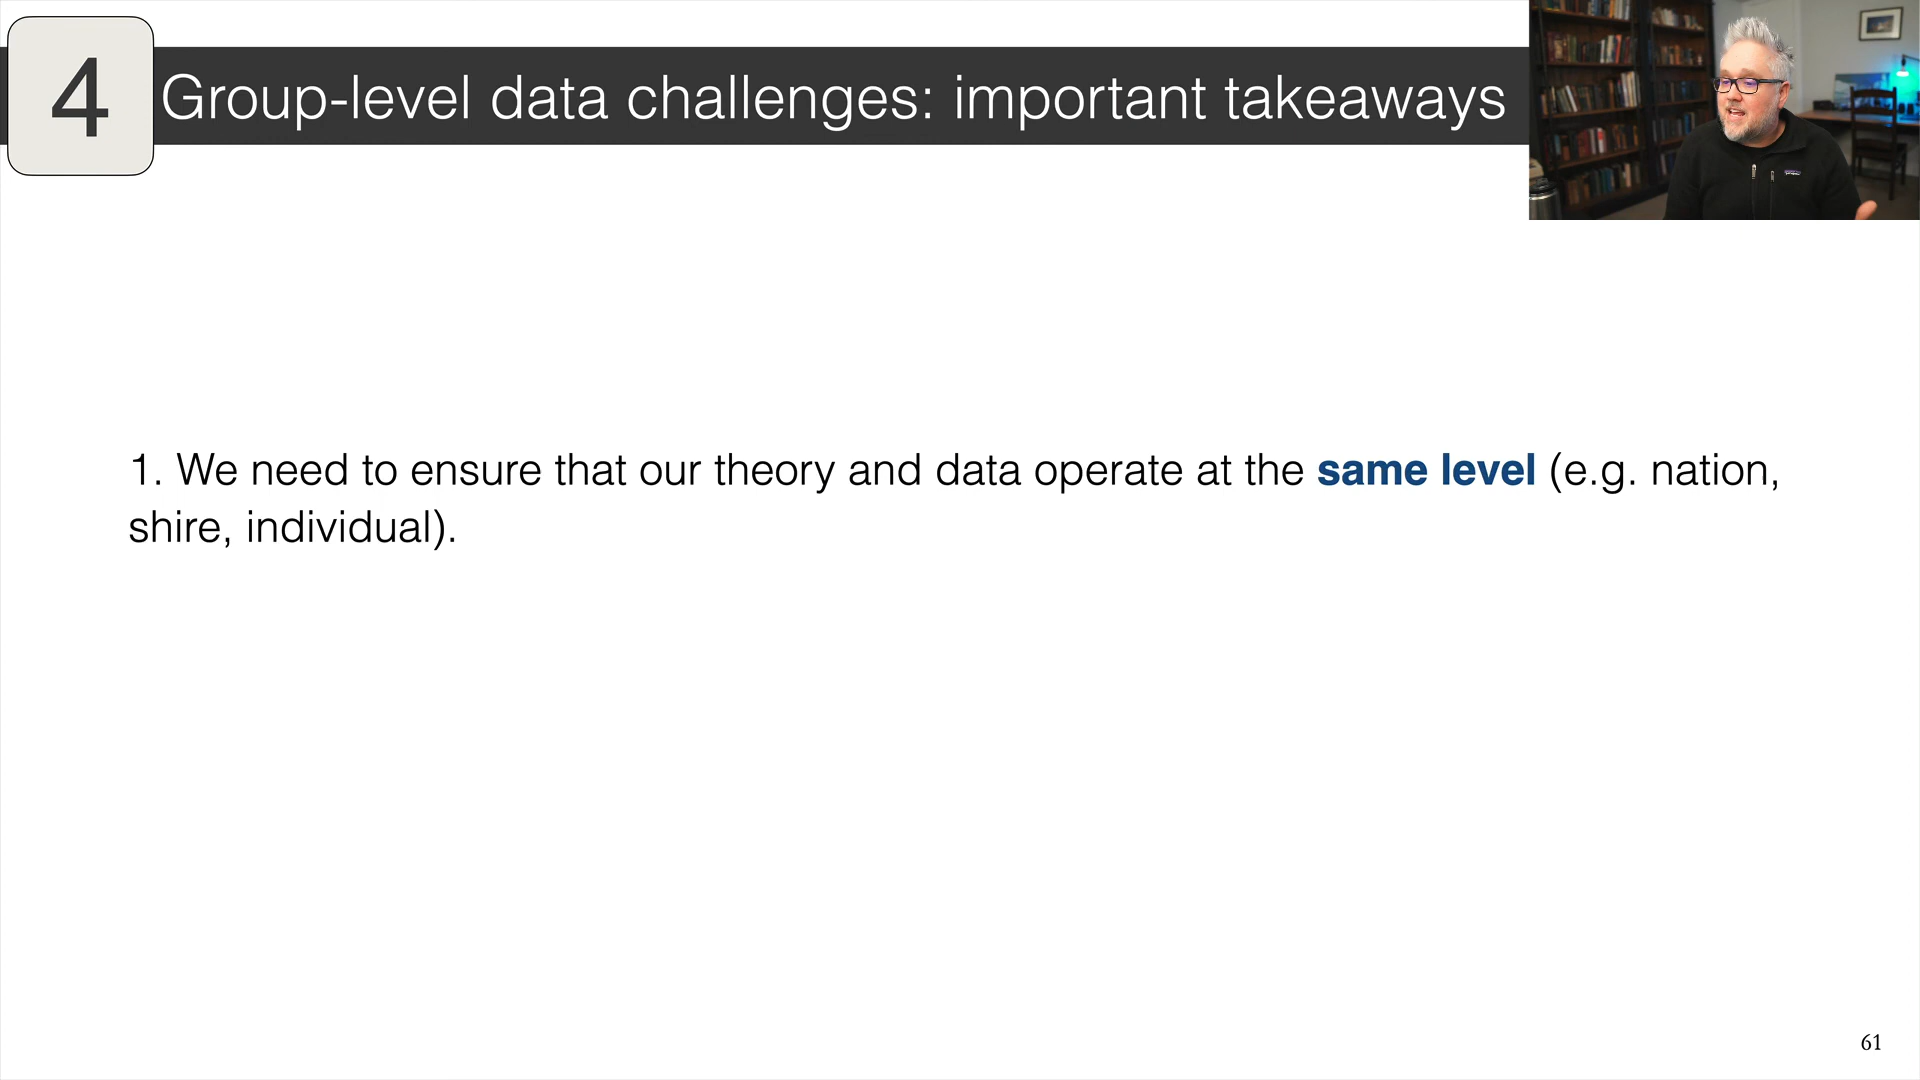 4
Group-level data challenges: important takeaways
1. We need to ensure that our theory and data operate at the same level (e.g. nation,
shire, individual).
61